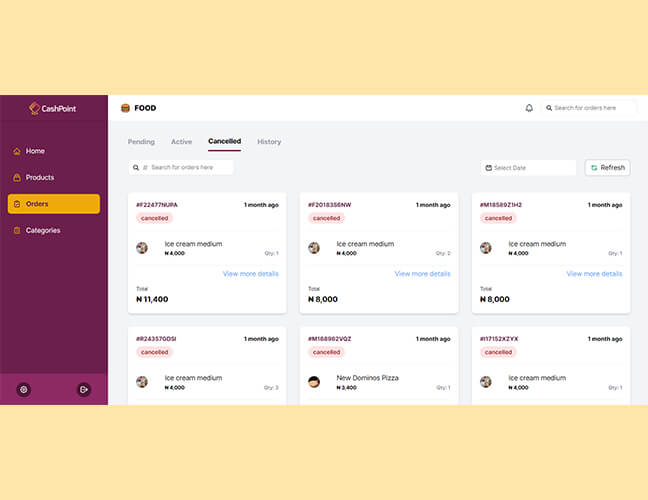 CashPoint
FOOD
Search for orders here
Home
Products
Orders
Categories
Pending Active Cancelled History
# Search for orders here
Select Date
Refresh
#F22477NUPA 1 month ago
cancelled
Ice cream medium
₦ 4,000 Qty: 1
View more details
Total
₦ 11,400
#F2018356NW 1 month ago
cancelled
Ice cream medium
₦ 4,000 Qty: 2
View more details
Total
₦ 8,000
#M18589Z1H2 1 month ago
cancelled
Ice cream medium
₦ 4,000 Qty: 1
View more details
Total
₦ 8,000
#R24357GDSI 1 month ago
cancelled
Ice cream medium
₦ 4,000 Qty: 3
#M168962VQZ 1 month ago
cancelled
New Dominos Pizza
₦ 3,400 Qty: 1
#I17152XZYX 1 month ago
cancelled
Ice cream medium
₦ 4,000 Qty: 1